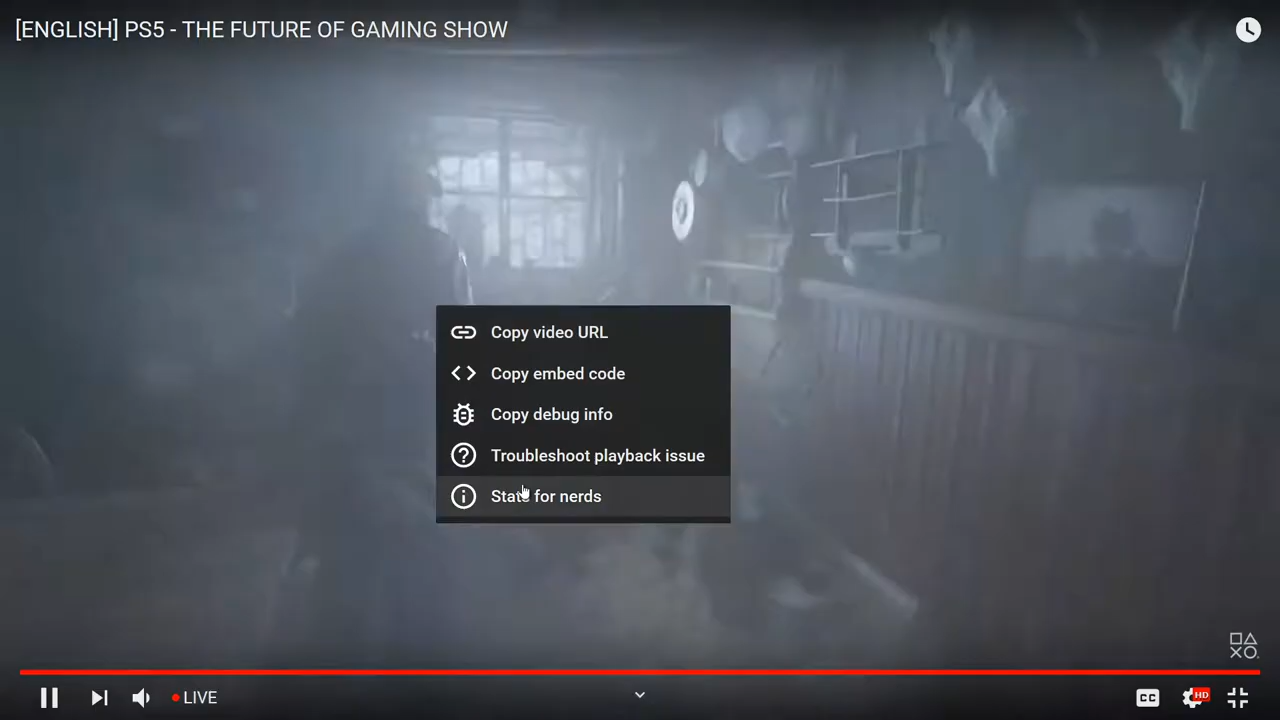 [ENGLISH] PS5 - THE FUTURE OF GAMING SHOW
Copy video URL
Copy embed code
Copy debug info
Troubleshoot playback issue
Stats for nerds
LIVE
CC
HD